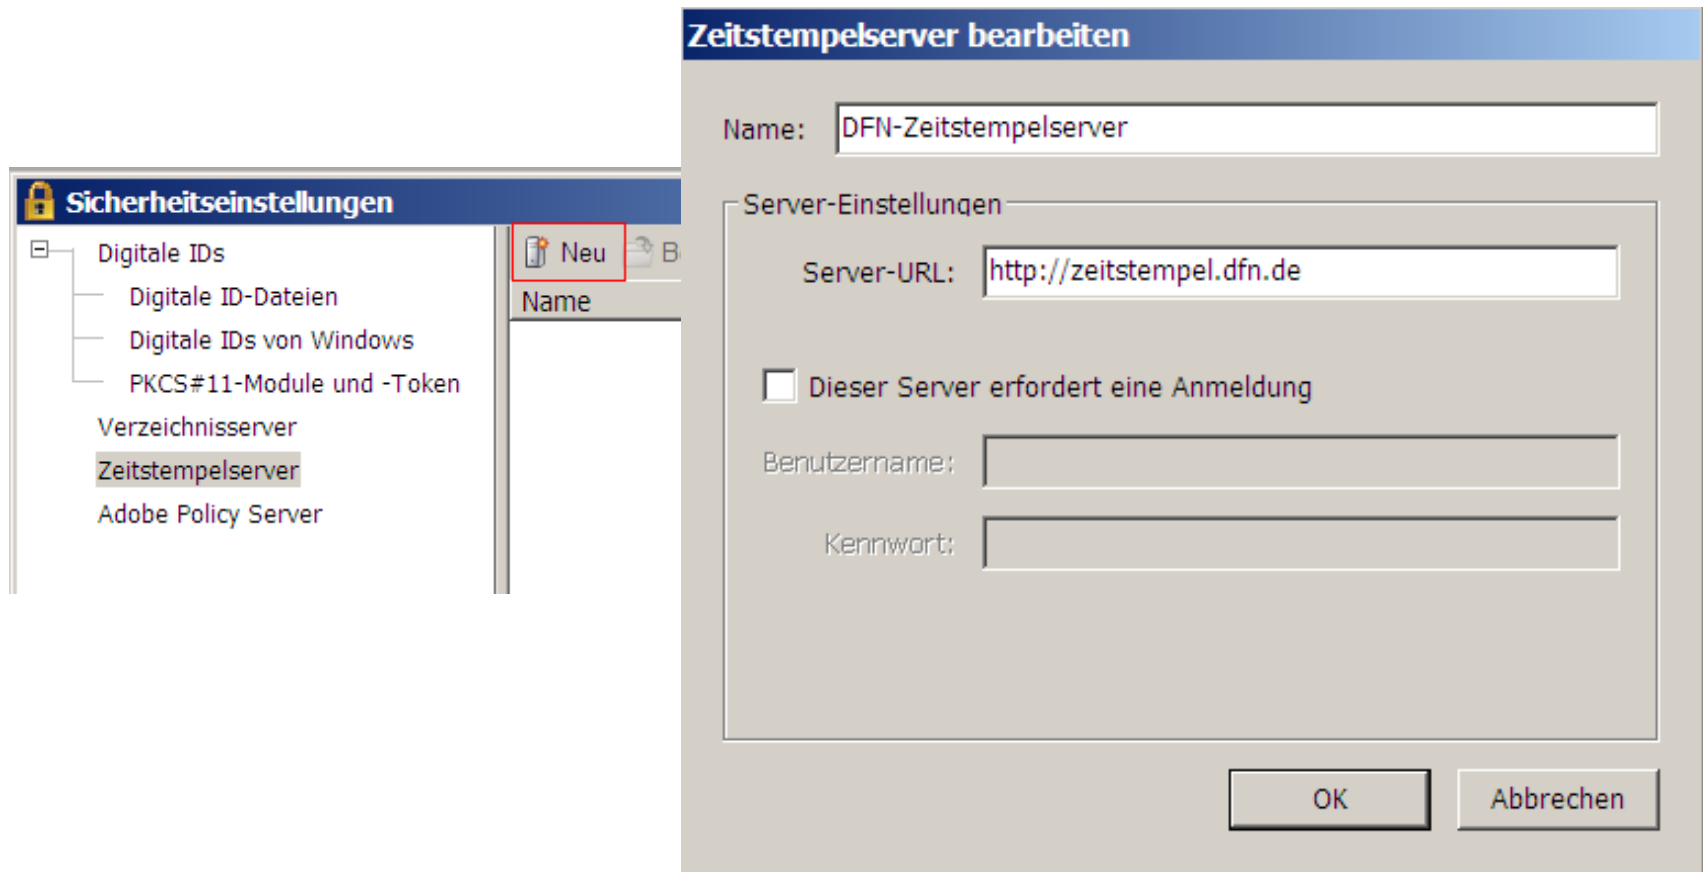 Sicherheitseinstellungen
Digitale IDs
Digitale ID-Dateien
Digitale IDs von Windows
PKCS#11-Module und -Token
Verzeichnisserver
Zeitstempelserver
Adobe Policy Server
Neu
Name
Zeitstempelserver bearbeiten
Name: DFN-Zeitstempelserver
Server-Einstellungen
Server-URL: http://zeitstempel.dfn.de
Dieser Server erfordert eine Anmeldung
Benutzername:
Kennwort:
OK Abbrechen